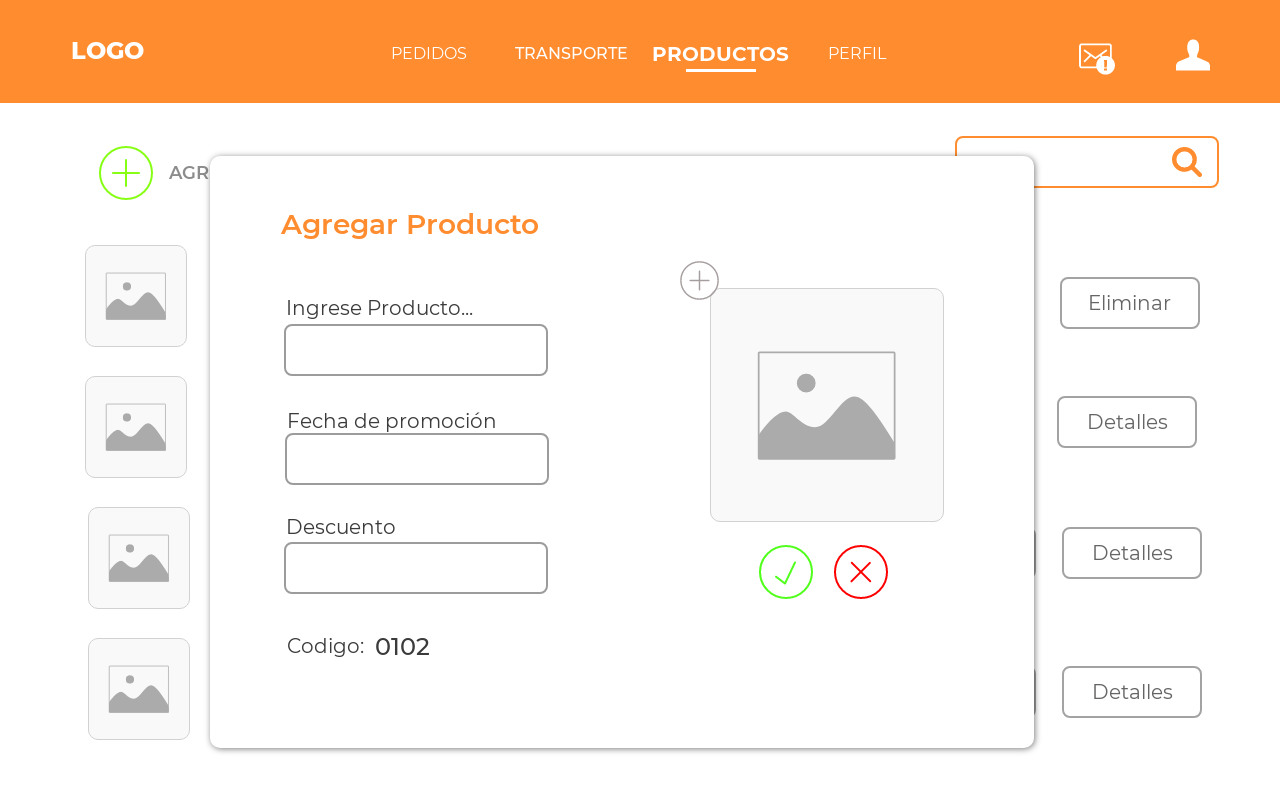 LOGO
PEDIDOS
TRANSPORTE
PRODUCTOS
PERFIL
AGR
Agregar Producto
Ingrese Producto...
Fecha de promoción
Descuento
Codigo: 0102
Eliminar
Detalles
Detalles
Detalles